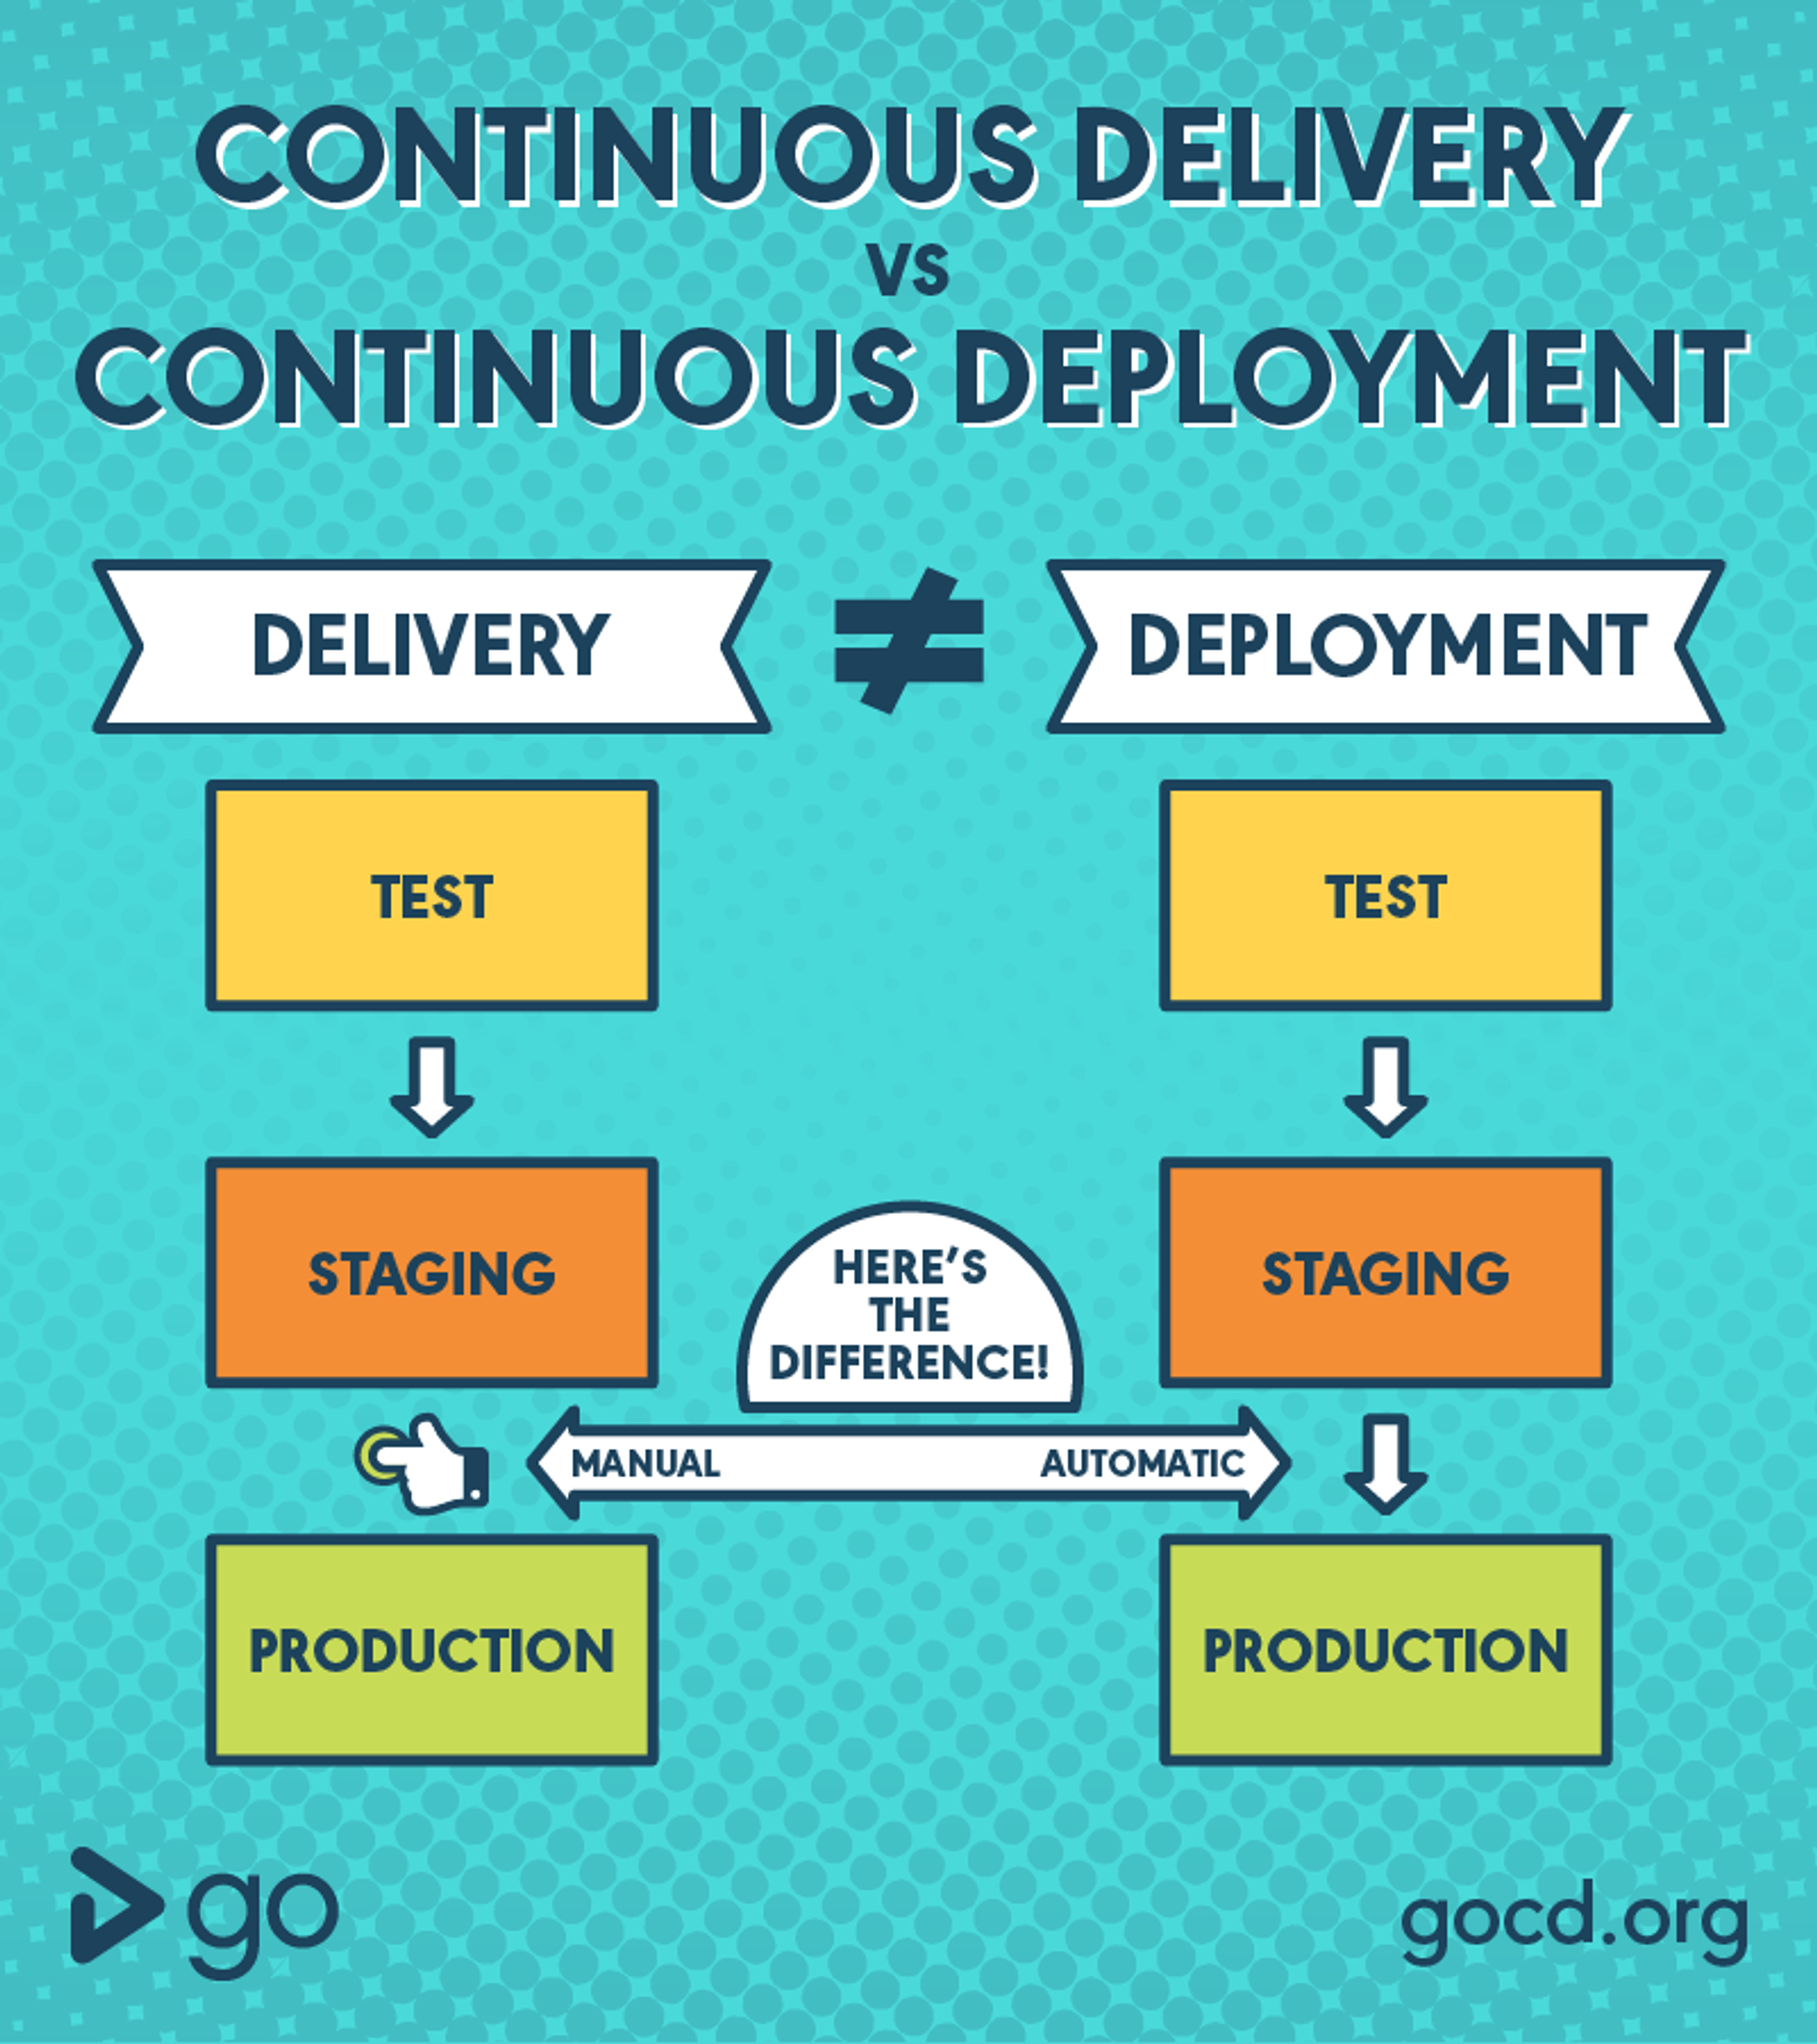 CONTINUOUS DELIVERY
VS
CONTINUOUS DEPLOYMENT
DELIVERY
≠
DEPLOYMENT
TEST
TEST
STAGING
STAGING
HERE'S
THE
DIFFERENCE!
MANUAL
AUTOMATIC
PRODUCTION
PRODUCTION
go
gocd.org